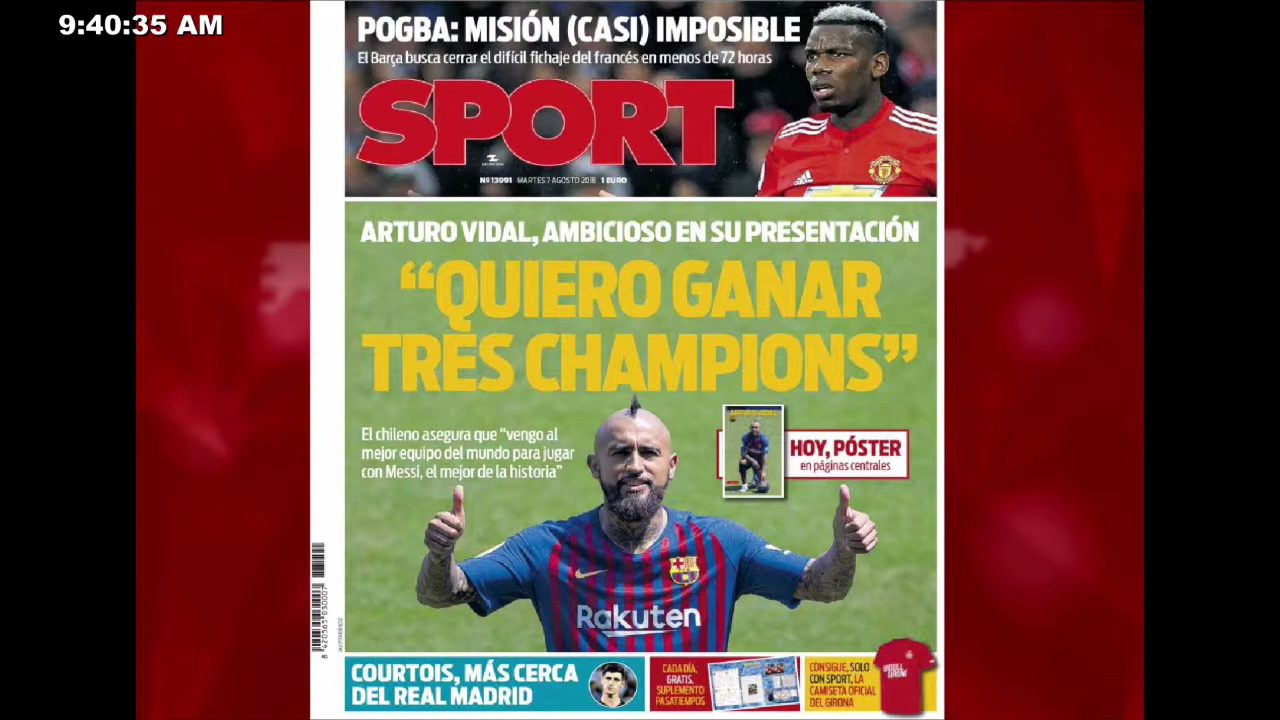 9:40:35 AM
POGBA: MISIÓN (CASI) IMPOSIBLE
El Barça busca cerrar el difícil fichaje del francés en menos de 72 horas
SPORT
Nº 13991 MARTES 7 AGOSTO 2018 1 EURO
ARTURO VIDAL, AMBICIOSO EN SU PRESENTACIÓN
“QUIERO GANAR
TRES CHAMPIONS”
El chileno asegura que “vengo al
mejor equipo del mundo para jugar
con Messi, el mejor de la historia”
ARTURO VIDAL
HOY, PÓSTER
en páginas centrales
Rakuten
8 420565 030007
COURTOIS, MÁS CERCA
DEL REAL MADRID
CADA DÍA,
GRATIS,
SUPLEMENTO
PASATIEMPOS
CONSIGUE, SOLO
CON SPORT, LA
CAMISETA OFICIAL
DEL GIRONA